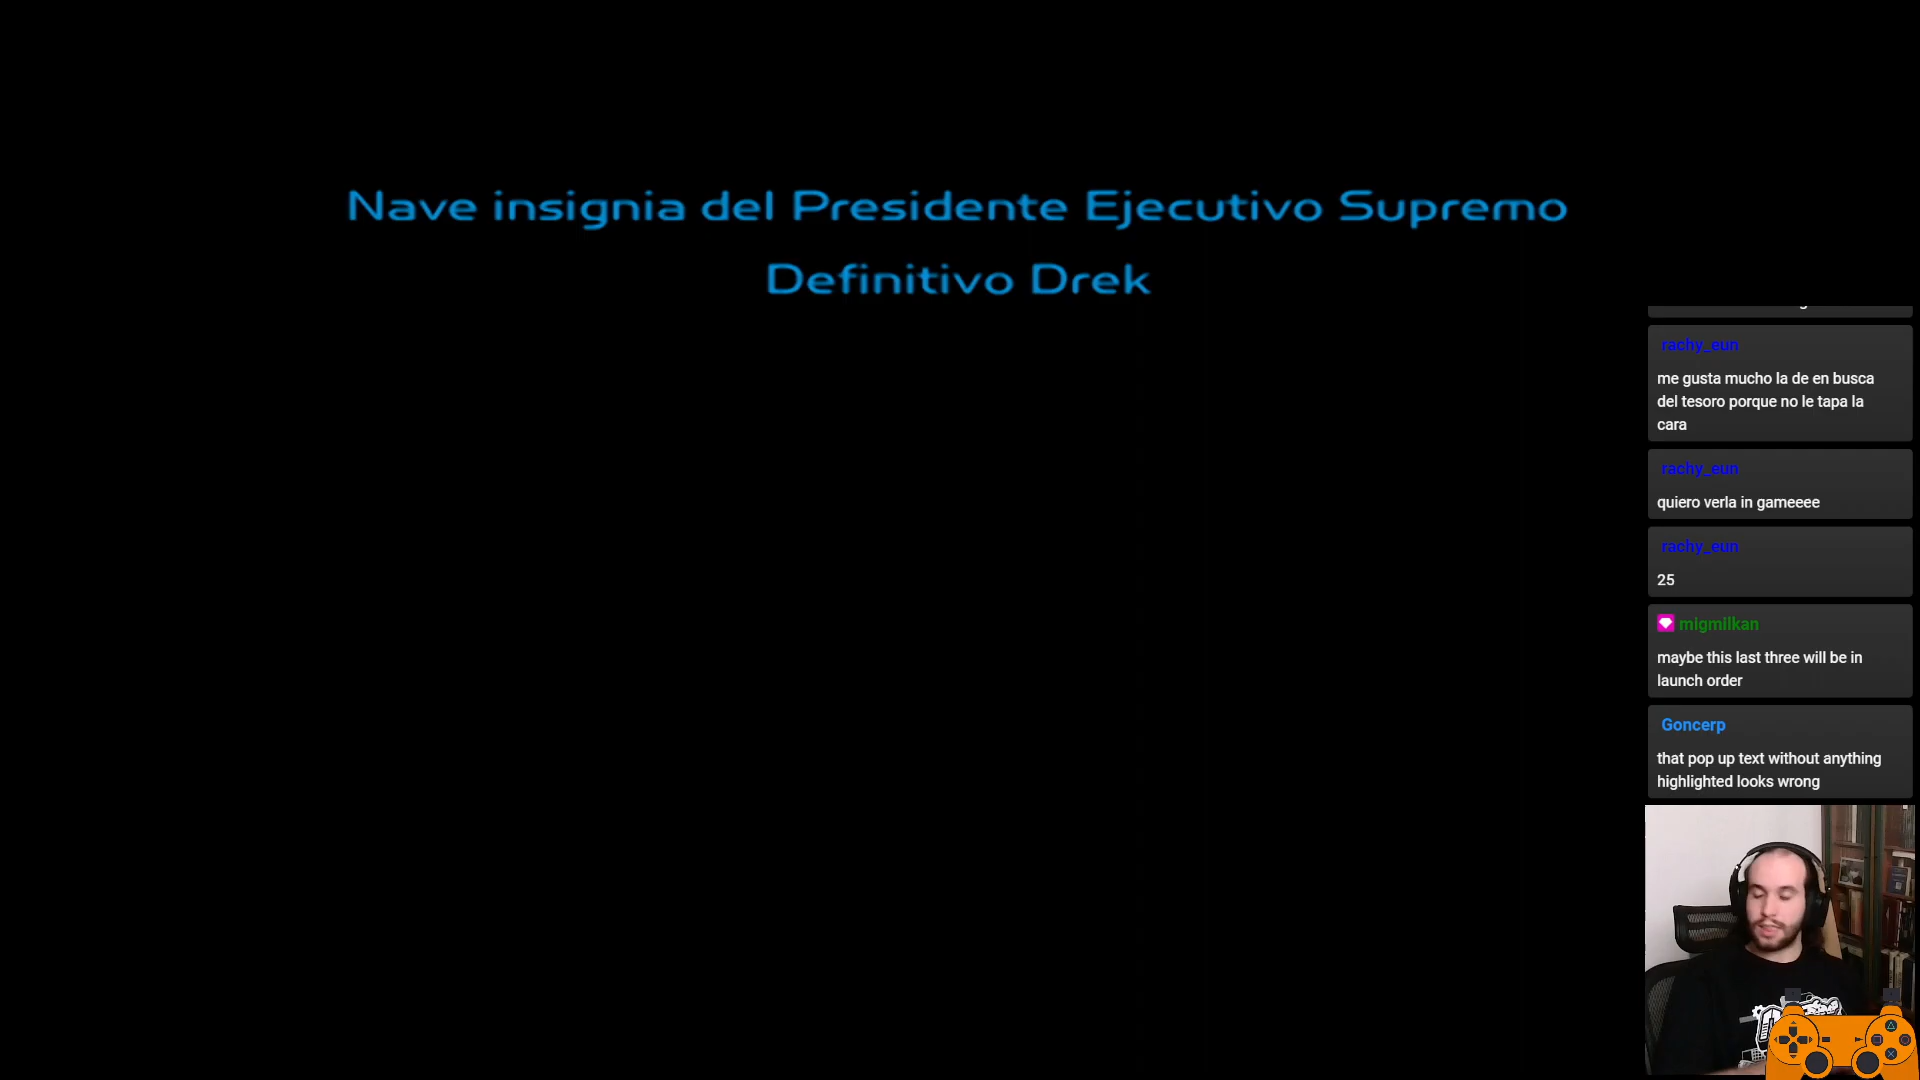 Nave insignia del Presidente Ejecutivo Supremo
Definitivo Drek
rachy_eun
me gusta mucho la de en busca
del tesoro porque no le tapa la
cara
rachy_eun
quiero verla in gameeee
rachy_eun
25
migmilkan
maybe this last three will be in
launch order
Goncerp
that pop up text without anything
highlighted looks wrong